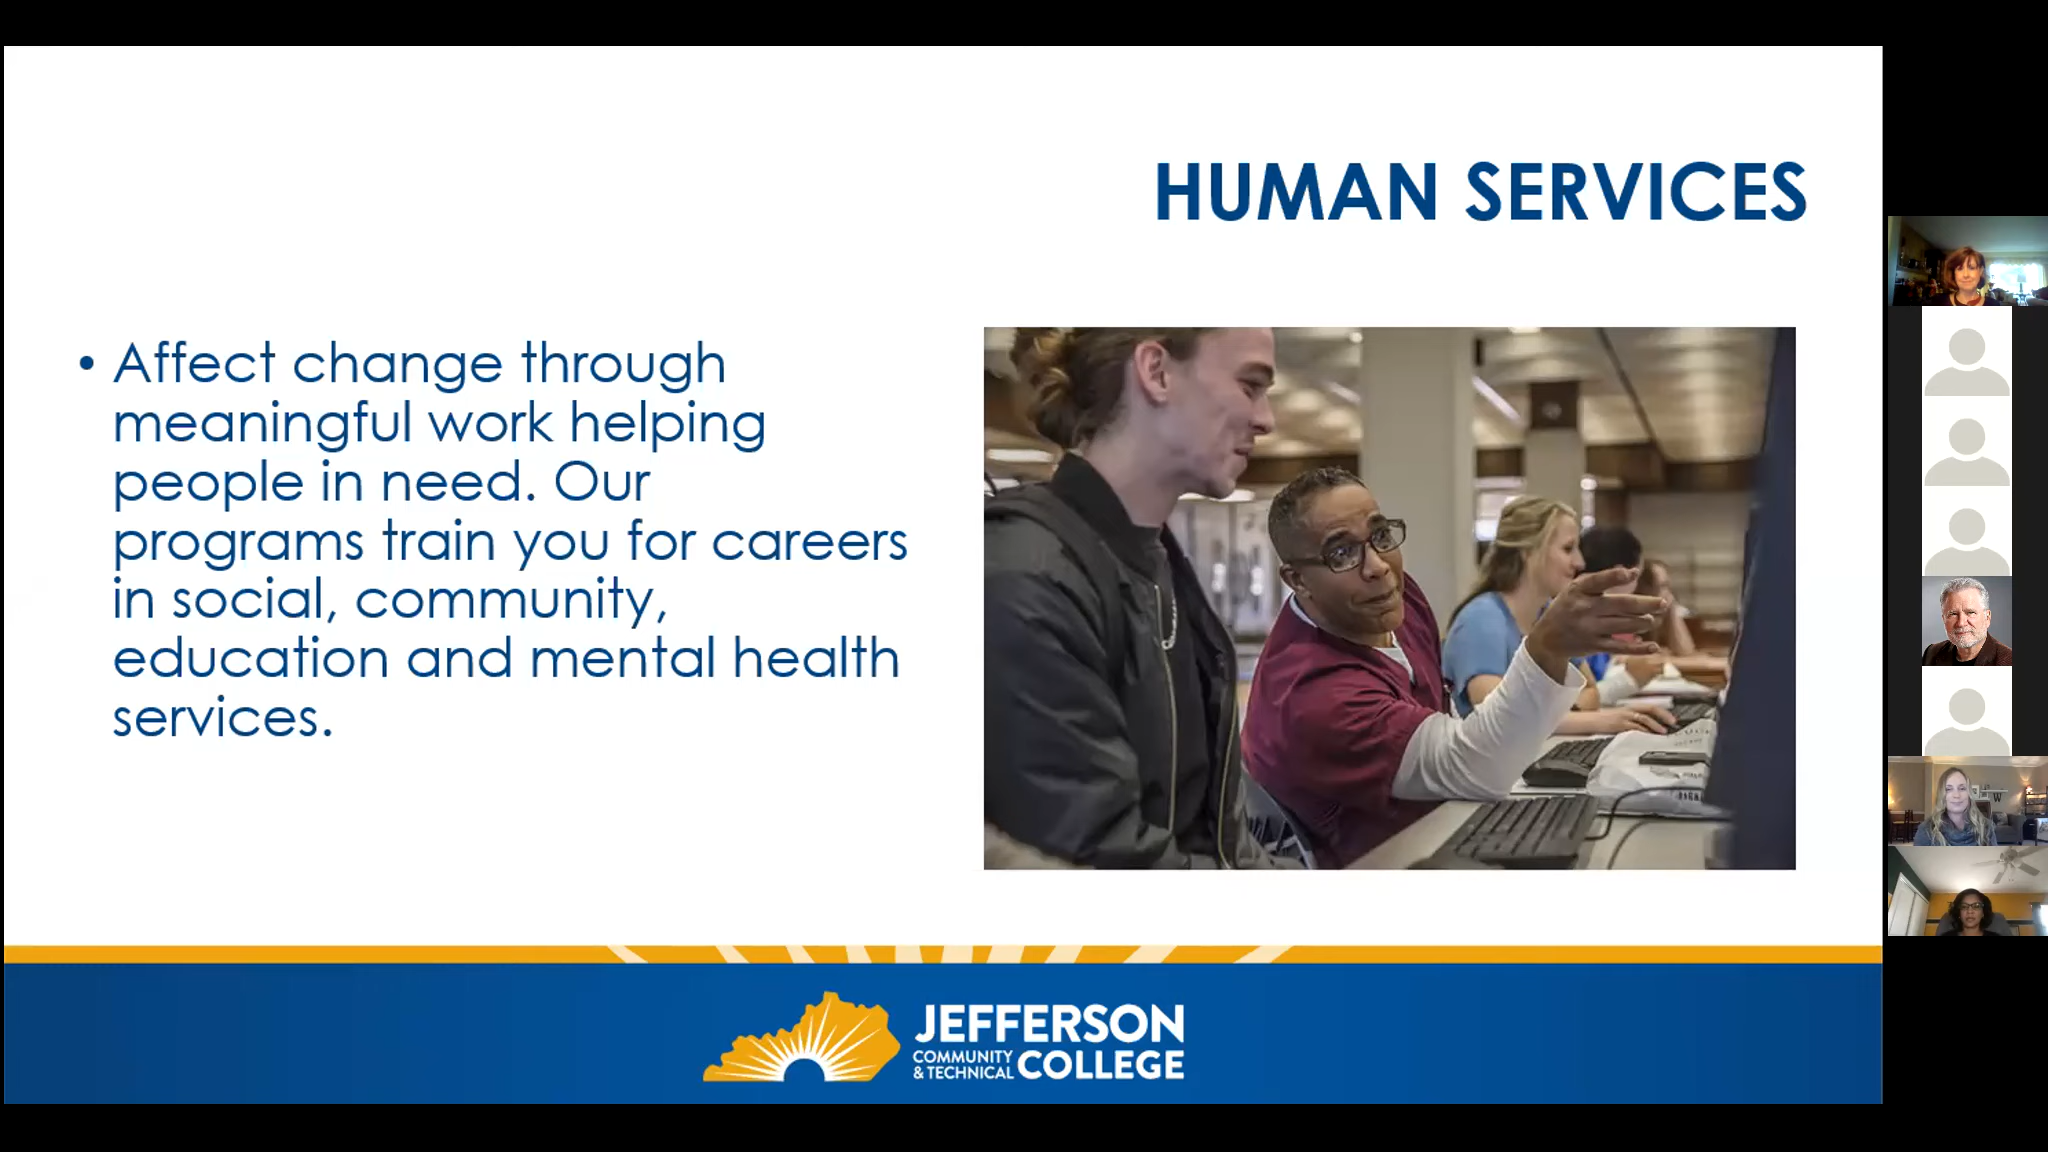 HUMAN SERVICES
• Affect change through
meaningful work helping
people in need. Our
programs train you for careers
in social, community,
education and mental health
services.
JEFFERSON
COMMUNITY
& TECHNICAL COLLEGE